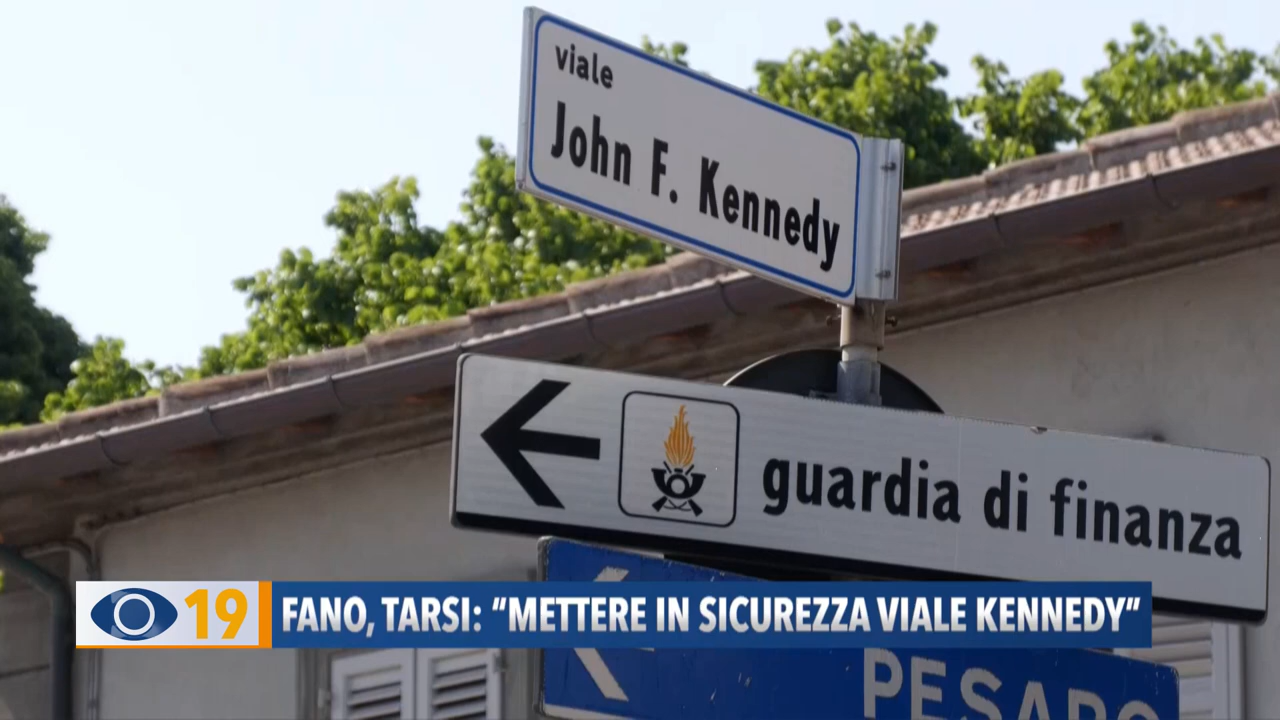 viale
John F. Kennedy
guardia di finanza
19
FANO, TARSI: “METTERE IN SICUREZZA VIALE KENNEDY”
PESARO